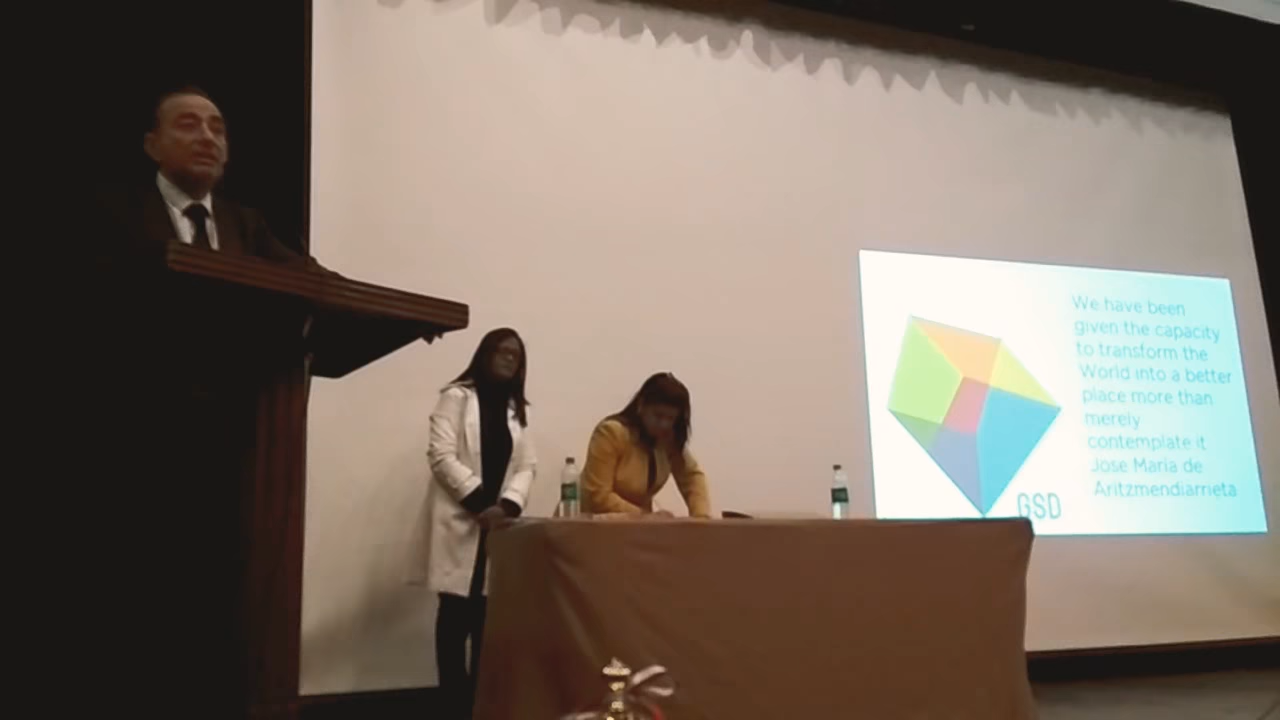 We have been
given the capacity
to transform the
World into a better
place more than
merely
contemplate it
Jose María de
Aritzmendiarrieta
GSD